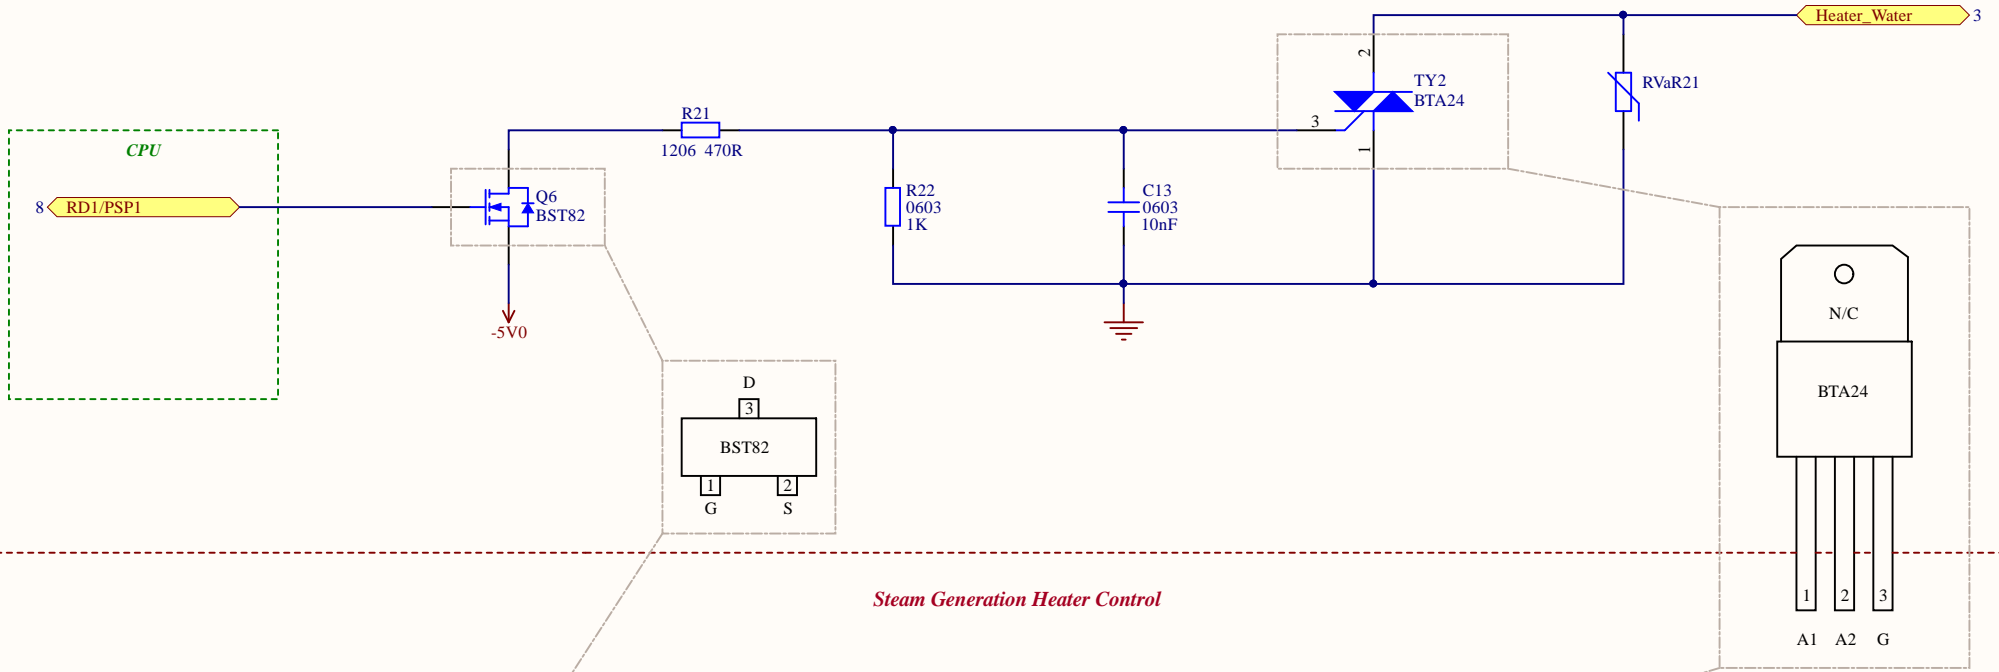 Heater_Water 3
2
TY2
BTA24
RVaR21
3
1
R21
1206 470R
CPU
8 RD1/PSP1
Q6
BST82
R22
0603
1K
C13
0603
10nF
-5V0
N/C
BTA24
1 2 3
A1 A2 G
D
3
BST82
1 2
G S
Steam Generation Heater Control